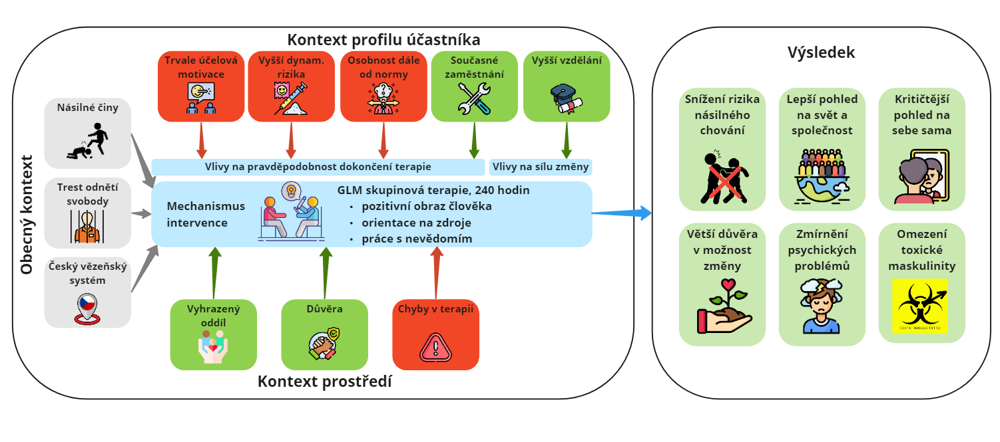 Kontext profilu účastníka
Trvale účelová
motivace
Vyšší dynam.
rizika
Osobnost dále
od normy
Současné
zaměstnání
Vyšší vzdělání
Obecný kontext
Násilné činy
Trest odnětí
svobody
Český vězeňský
systém
Vlivy na pravděpodobnost dokončení terapie
Vlivy na sílu změny
Mechanismus
intervence
GLM skupinová terapie, 240 hodin
• pozitivní obraz člověka
• orientace na zdroje
• práce s nevědomím
Vyhrazený
oddíl
Důvěra
Chyby v terapii
Kontext prostředí
Výsledek
Snížení rizika
násilného
chování
Lepší pohled
na svět a
společnost
Kritičtější
pohled na
sebe sama
Větší důvěra
v možnost
změny
Zmírnění
psychických
problémů
Omezení
toxické
maskulinity
toxic masculinity